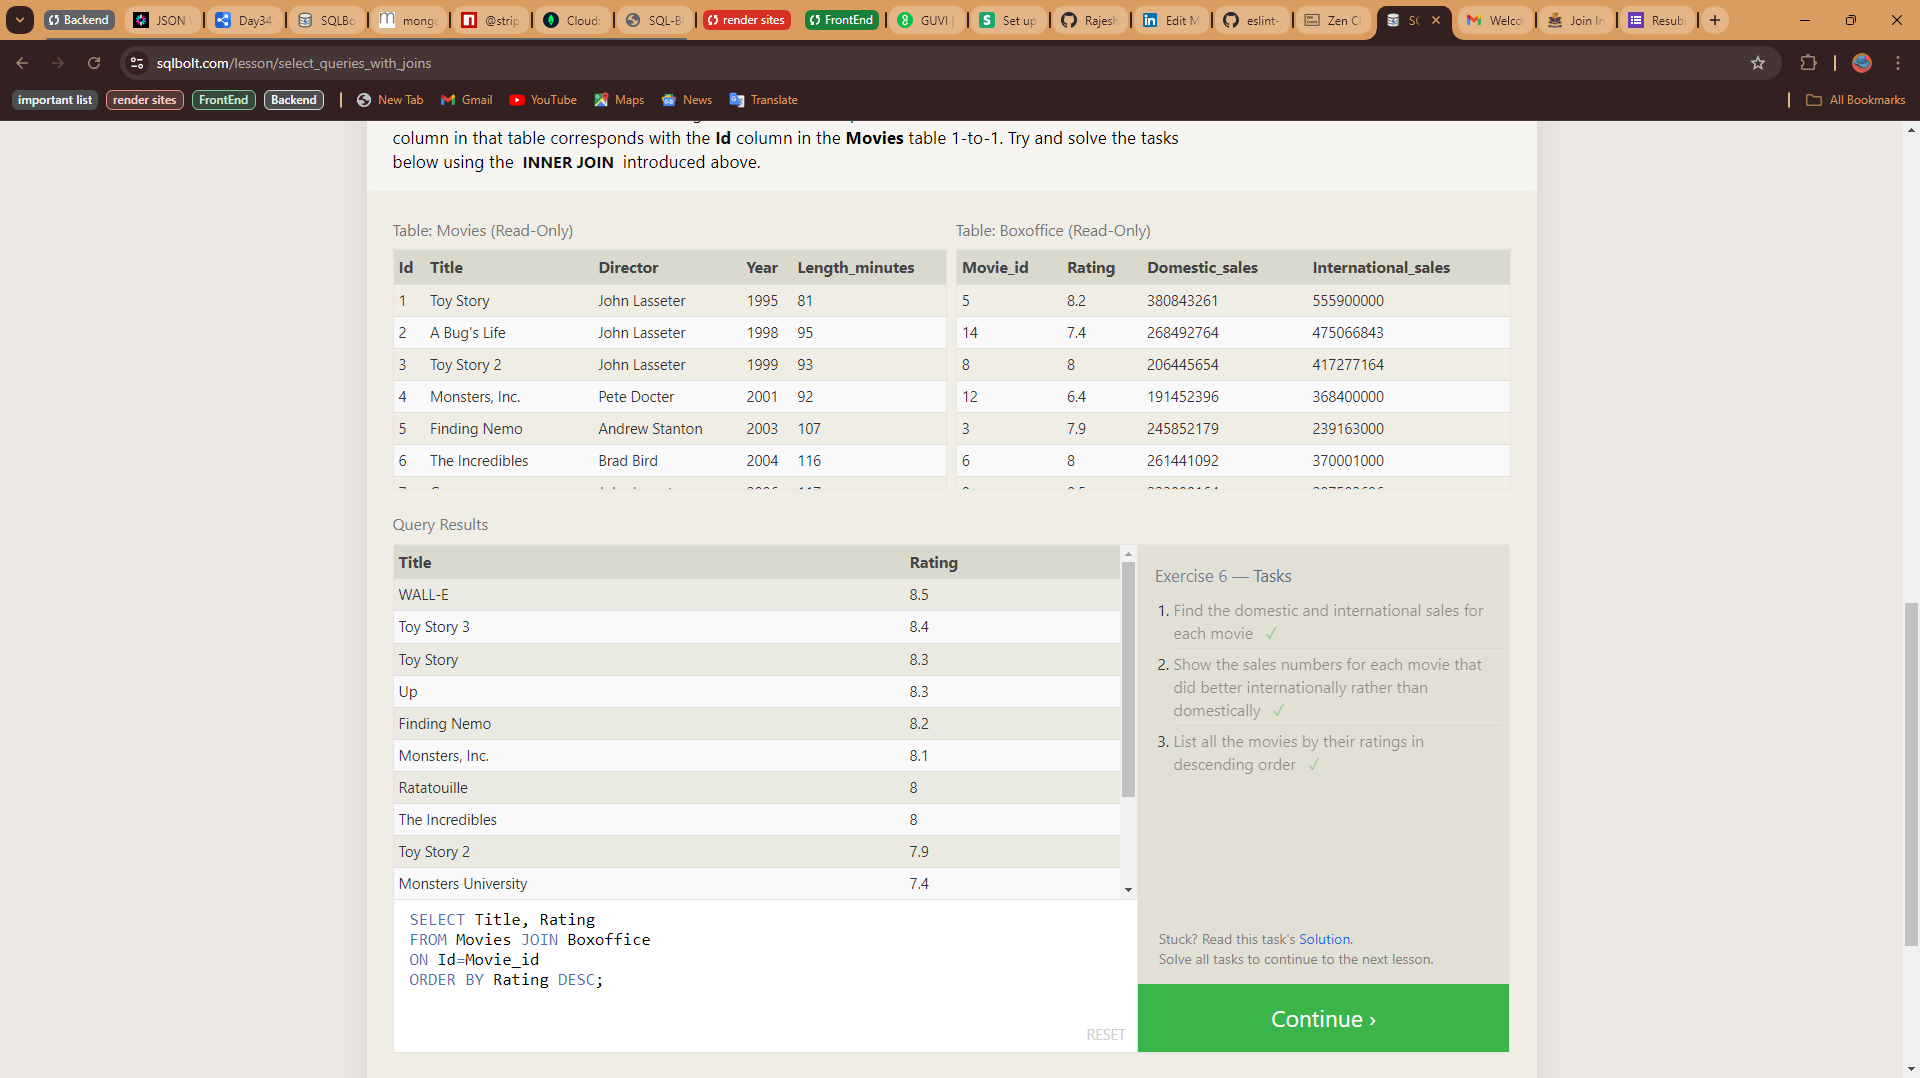 Backend
JSON
Day34
SQLBo
mong
@strip
Cloud
SQL-B
render sites
FrontEnd
GUVI
Set up
Rajesh
Edit M
eslint-
Zen Cl
Welco
Join In
Resub
sqlbolt.com/lesson/select_queries_with_joins
important list
render sites
FrontEnd
Backend
New Tab
Gmail
YouTube
Maps
News
Translate
All Bookmarks
column in that table corresponds with the Id column in the Movies table 1-to-1. Try and solve the tasks
below using the INNER JOIN introduced above.
Table: Movies (Read-Only)
Id Title Director Year Length_minutes
1 Toy Story John Lasseter 1995 81
2 A Bug's Life John Lasseter 1998 95
3 Toy Story 2 John Lasseter 1999 93
4 Monsters, Inc. Pete Docter 2001 92
5 Finding Nemo Andrew Stanton 2003 107
6 The Incredibles Brad Bird 2004 116
Table: Boxoffice (Read-Only)
Movie_id Rating Domestic_sales International_sales
5 8.2 380843261 555900000
14 7.4 268492764 475066843
8 8 206445654 417277164
12 6.4 191452396 368400000
3 7.9 245852179 239163000
6 8 261441092 370001000
Query Results
Title Rating
WALL-E 8.5
Toy Story 3 8.4
Toy Story 8.3
Up 8.3
Finding Nemo 8.2
Monsters, Inc. 8.1
Ratatouille 8
The Incredibles 8
Toy Story 2 7.9
Monsters University 7.4
SELECT Title, Rating
FROM Movies JOIN Boxoffice
ON Id=Movie_id
ORDER BY Rating DESC;
RESET
Exercise 6 — Tasks
1. Find the domestic and international sales for
each movie ✓
2. Show the sales numbers for each movie that
did better internationally rather than
domestically ✓
3. List all the movies by their ratings in
descending order ✓
Stuck? Read this task's Solution.
Solve all tasks to continue to the next lesson.
Continue ›